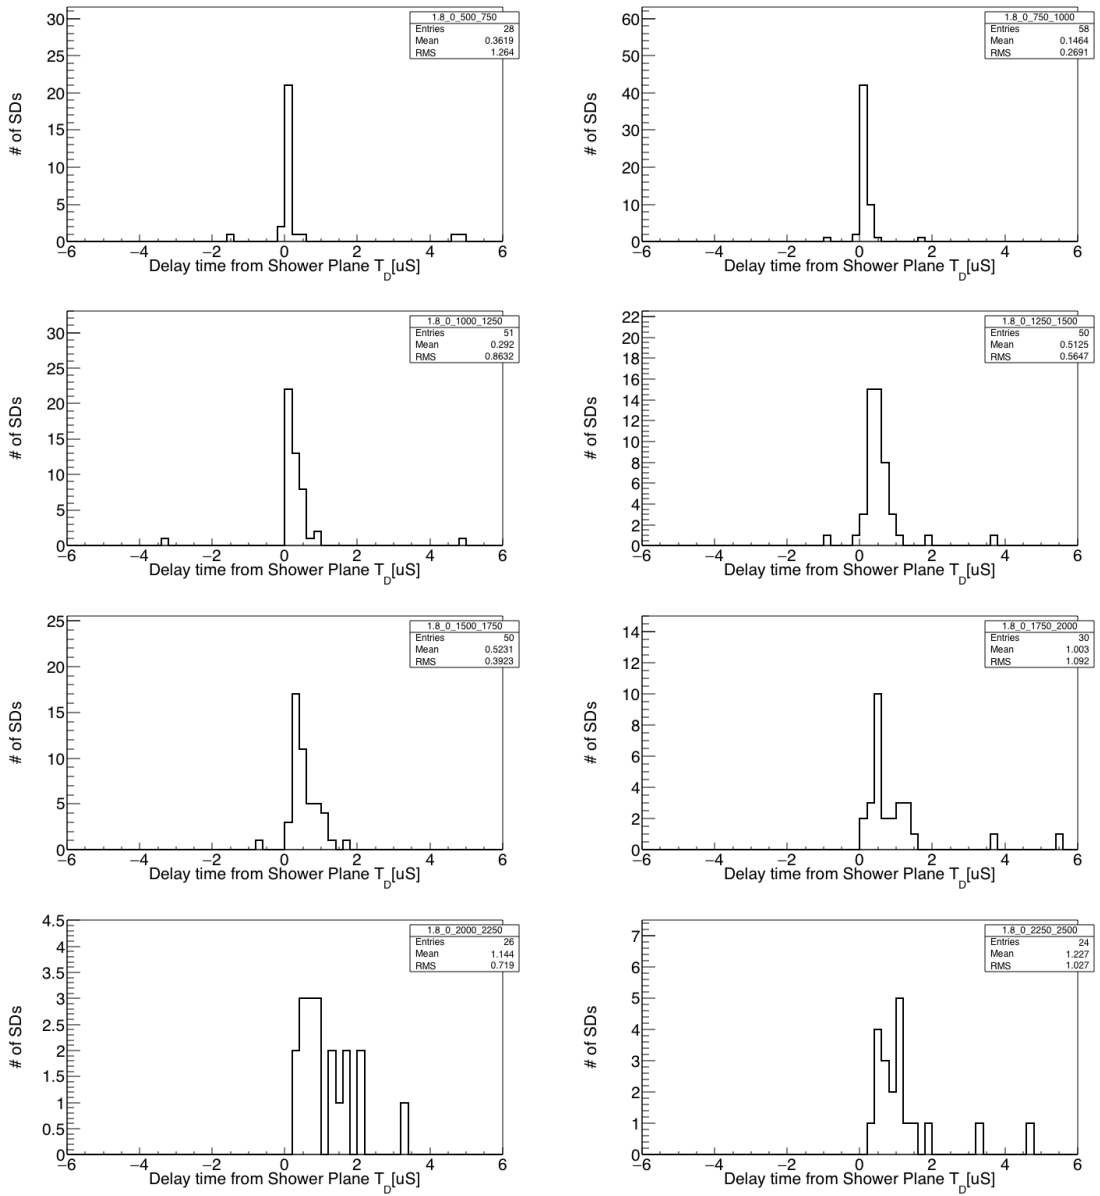 1.8_0_500_750
Entries 28
Mean 0.3619
RMS 1.264
30
25
20
15
10
5
0
# of SDs
−6 −4 −2 0 2 4 6
Delay time from Shower Plane T_D[uS]
1.8_0_750_1000
Entries 58
Mean 0.1464
RMS 0.2691
60
50
40
30
20
10
0
# of SDs
−6 −4 −2 0 2 4 6
Delay time from Shower Plane T_D[uS]
1.8_0_1000_1250
Entries 51
Mean 0.292
RMS 0.8632
30
25
20
15
10
5
0
# of SDs
−6 −4 −2 0 2 4 6
Delay time from Shower Plane T_D[uS]
1.8_0_1250_1500
Entries 50
Mean 0.5125
RMS 0.5647
22
20
18
16
14
12
10
8
6
4
2
0
# of SDs
−6 −4 −2 0 2 4 6
Delay time from Shower Plane T_D[uS]
1.8_0_1500_1750
Entries 50
Mean 0.5231
RMS 0.3923
25
20
15
10
5
0
# of SDs
−6 −4 −2 0 2 4 6
Delay time from Shower Plane T_D[uS]
1.8_0_1750_2000
Entries 30
Mean 1.003
RMS 1.092
14
12
10
8
6
4
2
0
# of SDs
−6 −4 −2 0 2 4 6
Delay time from Shower Plane T_D[uS]
1.8_0_2000_2250
Entries 26
Mean 1.144
RMS 0.719
4.5
4
3.5
3
2.5
2
1.5
1
0.5
0
# of SDs
−6 −4 −2 0 2 4 6
Delay time from Shower Plane T_D[uS]
1.8_0_2250_2500
Entries 24
Mean 1.227
RMS 1.027
7
6
5
4
3
2
1
0
# of SDs
−6 −4 −2 0 2 4 6
Delay time from Shower Plane T_D[uS]